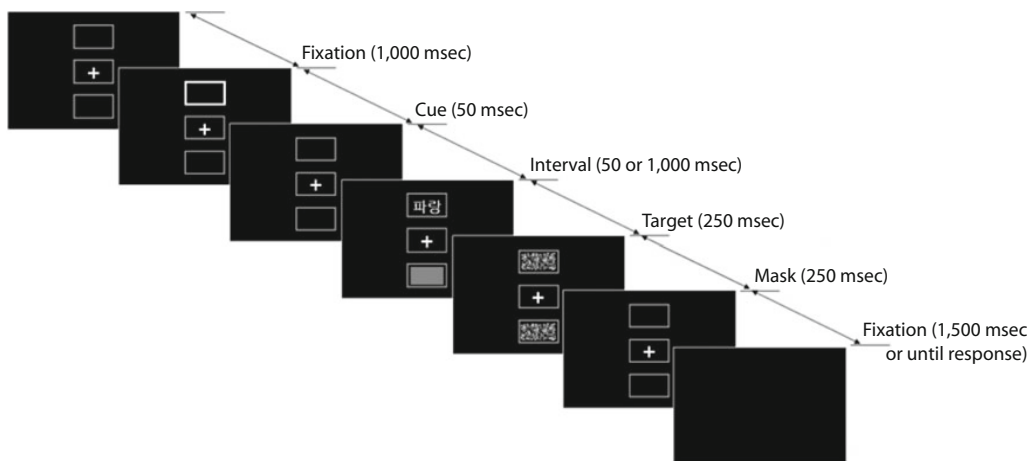 Fixation (1,000 msec)
Cue (50 msec)
Interval (50 or 1,000 msec)
파랑
Target (250 msec)
Mask (250 msec)
Fixation (1,500 msec
or until response)